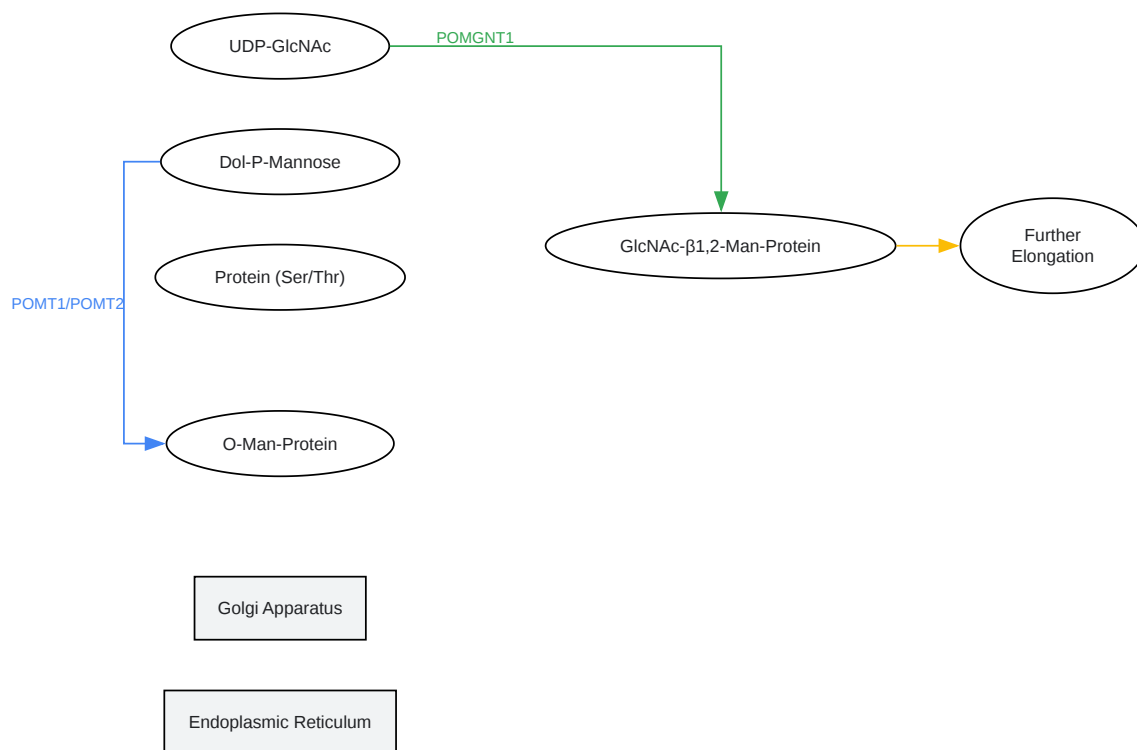 UDP-GlcNAc
POMGNT1
Dol-P-Mannose
Protein (Ser/Thr)
POMT1/POMT2
GlcNAc-β1,2-Man-Protein
Further
Elongation
O-Man-Protein
Golgi Apparatus
Endoplasmic Reticulum